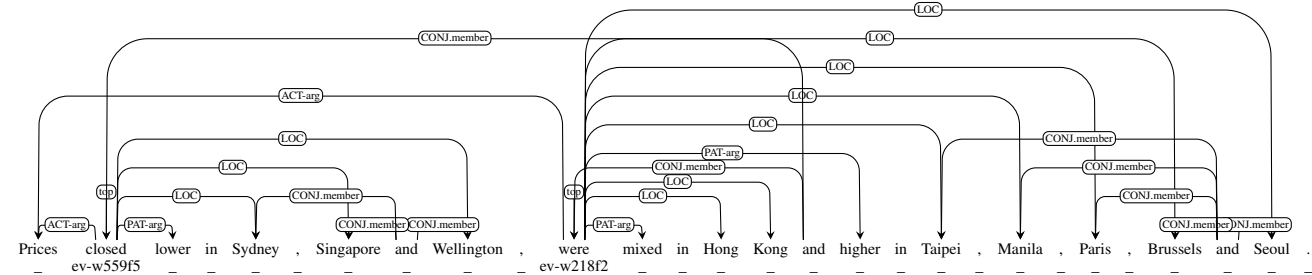 LOC
CONJ.member LOC
LOC
ACT-arg LOC
LOC LOC CONJ.member
PAT-arg
LOC CONJ.member CONJ.member
top top LOC
LOC CONJ.member LOC CONJ.member
ACT-arg PAT-arg CONJ.member CONJ.member PAT-arg CONJ.member
Prices closed lower in Sydney , Singapore and Wellington , were mixed in Hong Kong and higher in Taipei , Manila , Paris , Brussels and Seoul
ev-w559f5 ev-w218f2
_ _ _ _ _ _ _ _ _ _ _ _ _ _ _ _ _ _ _ _ _ _ _ _